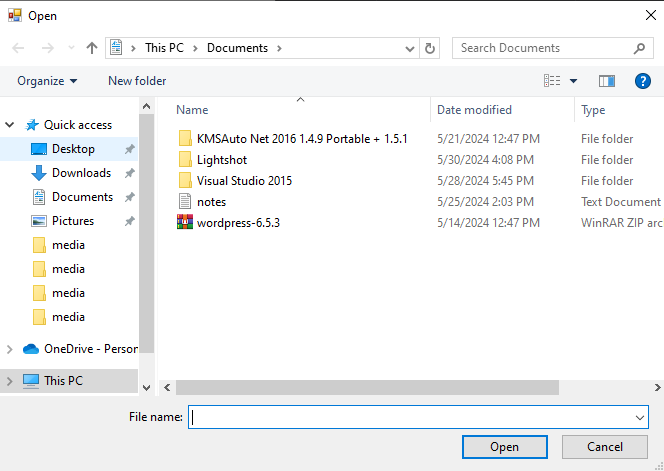 Open
This PC > Documents >
Search Documents
Organize
New folder
?
Name
Date modified
Type
Quick access
Desktop
Downloads
Documents
Pictures
media
media
media
media
OneDrive - Person
This PC
KMSAuto Net 2016 1.4.9 Portable + 1.5.1 5/21/2024 12:47 PM File folder
Lightshot 5/30/2024 4:08 PM File folder
Visual Studio 2015 5/28/2024 5:45 PM File folder
notes 5/25/2024 2:03 PM Text Document
wordpress-6.5.3 5/14/2024 12:47 PM WinRAR ZIP arc
File name:
Open
Cancel